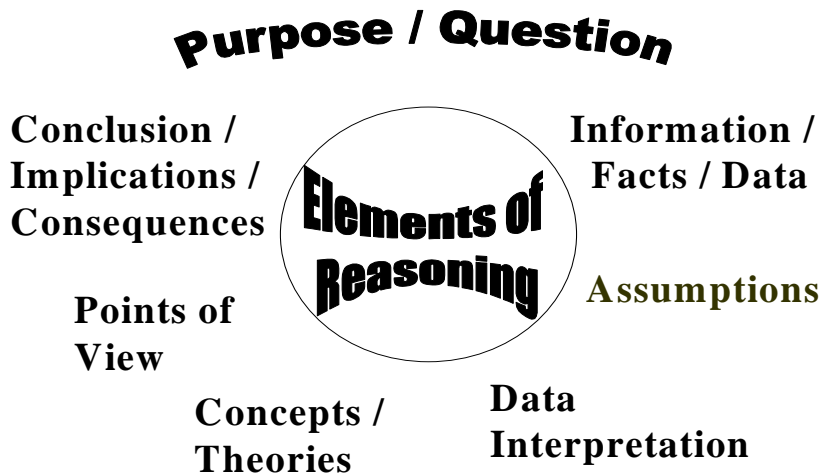 Purpose / Question
Conclusion /
Implications /
Consequences
Information /
Facts / Data
Elements Of
Reasoning
Assumptions
Points of
View
Concepts /
Theories
Data
Interpretation